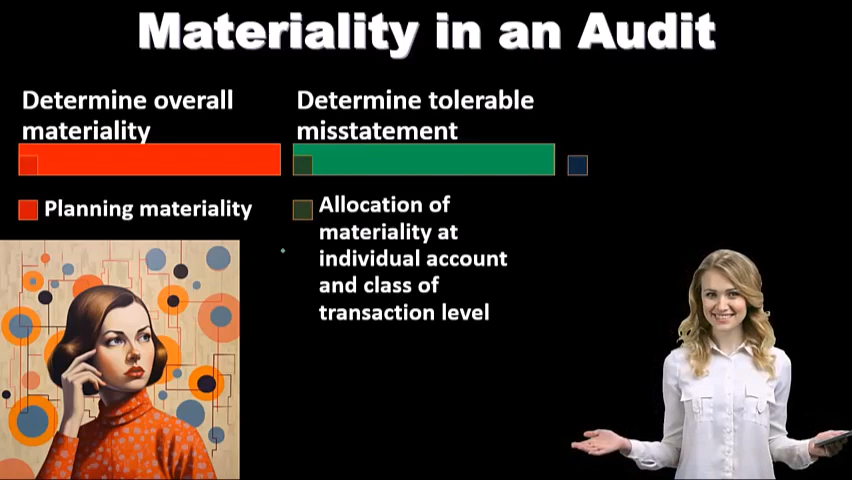 Materiality in an Audit
Determine overall
materiality
Determine tolerable
misstatement
Planning materiality
Allocation of
materiality at
individual account
and class of
transaction level